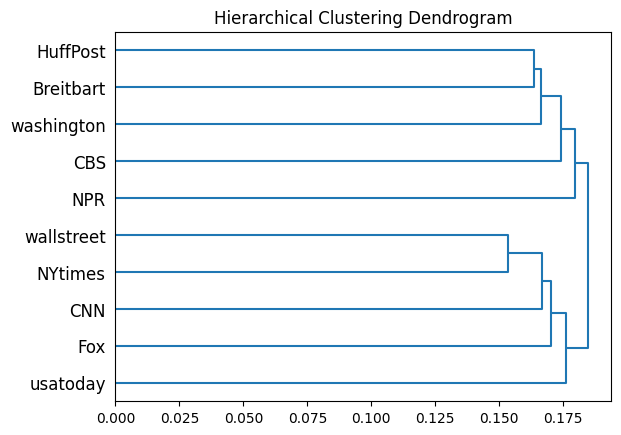 Hierarchical Clustering Dendrogram
HuffPost
Breitbart
washington
CBS
NPR
wallstreet
NYtimes
CNN
Fox
usatoday
0.000 0.025 0.050 0.075 0.100 0.125 0.150 0.175